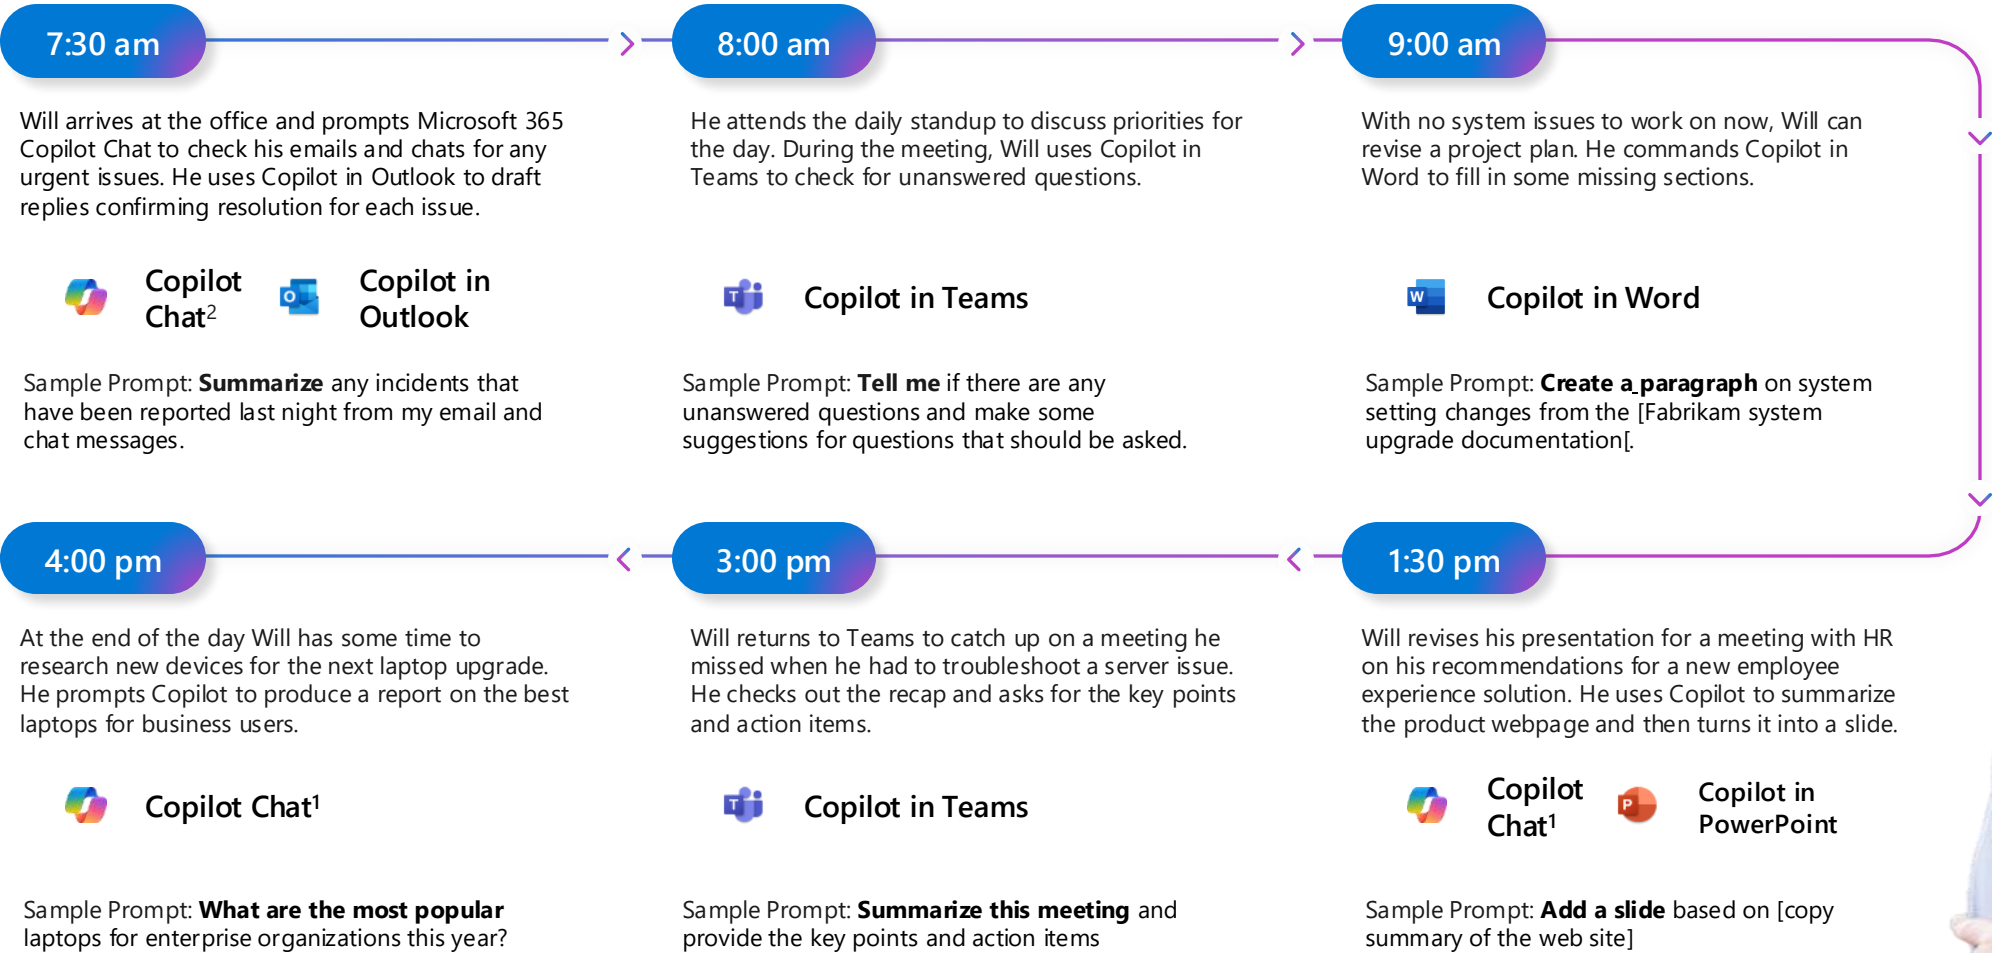 7:30 am
Will arrives at the office and prompts Microsoft 365
Copilot Chat to check his emails and chats for any
urgent issues. He uses Copilot in Outlook to draft
replies confirming resolution for each issue.
Copilot
Chat²
Copilot in
Outlook
Sample Prompt: Summarize any incidents that
have been reported last night from my email and
chat messages.
8:00 am
He attends the daily standup to discuss priorities for
the day. During the meeting, Will uses Copilot in
Teams to check for unanswered questions.
Copilot in Teams
Sample Prompt: Tell me if there are any
unanswered questions and make some
suggestions for questions that should be asked.
9:00 am
With no system issues to work on now, Will can
revise a project plan. He commands Copilot in
Word to fill in some missing sections.
Copilot in Word
Sample Prompt: Create a paragraph on system
setting changes from the [Fabrikam system
upgrade documentation[.
1:30 pm
Will revises his presentation for a meeting with HR
on his recommendations for a new employee
experience solution. He uses Copilot to summarize
the product webpage and then turns it into a slide.
Copilot
Chat¹
Copilot in
PowerPoint
Sample Prompt: Add a slide based on [copy
summary of the web site]
3:00 pm
Will returns to Teams to catch up on a meeting he
missed when he had to troubleshoot a server issue.
He checks out the recap and asks for the key points
and action items.
Copilot in Teams
Sample Prompt: Summarize this meeting and
provide the key points and action items
4:00 pm
At the end of the day Will has some time to
research new devices for the next laptop upgrade.
He prompts Copilot to produce a report on the best
laptops for business users.
Copilot Chat¹
Sample Prompt: What are the most popular
laptops for enterprise organizations this year?